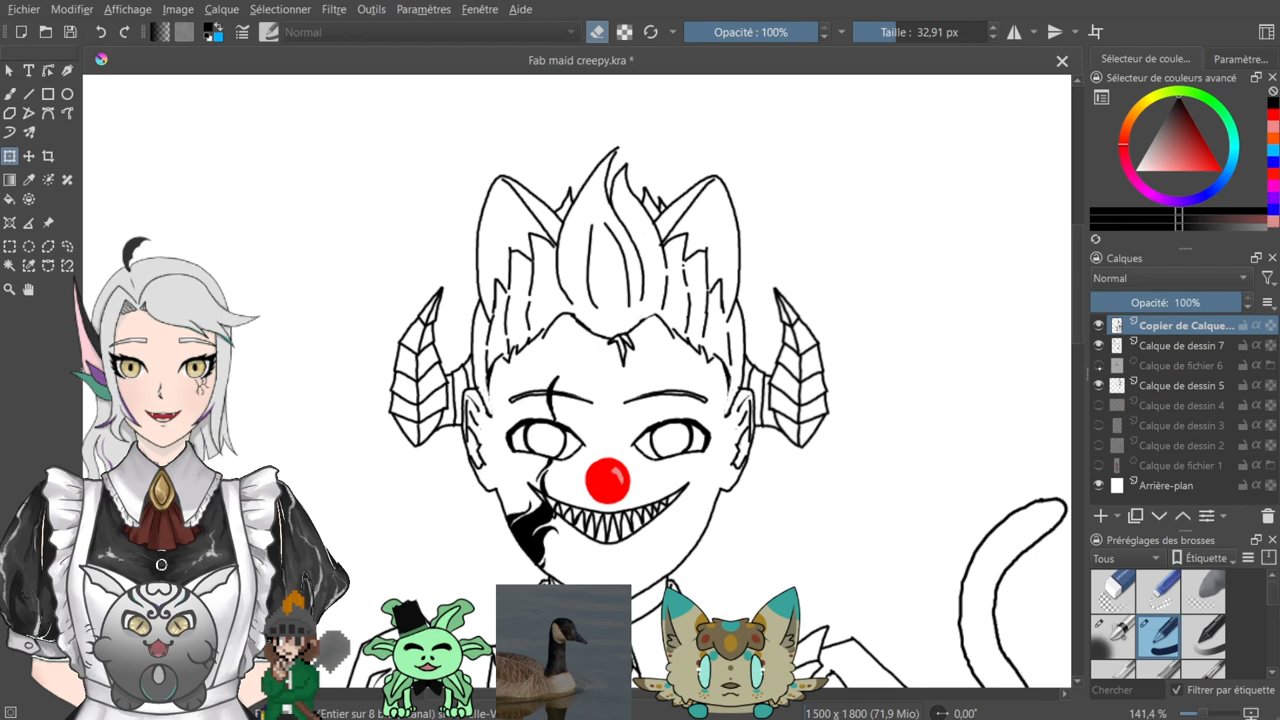 Fichier Modifier Affichage Image Calque Sélectionner Filtre Outils Paramètres Fenêtre Aide
Normal Opacité : 100% Taille : 32,91 px
Fab maid creepy.kra *
Sélecteur de coule... Paramètre...
Sélecteur de couleurs avancé
Calques
Normal
Opacité: 100%
Copier de Calque...
Calque de dessin 7
Calque de fichier 6
Calque de dessin 5
Calque de dessin 4
Calque de dessin 3
Calque de dessin 2
Calque de fichier 1
Arrière-plan
Préréglages des brosses
Tous Étiquette
Chercher Filtrer par étiquette
1 500 x 1 800 (71,9 Mio) 0,00° 141,4 %